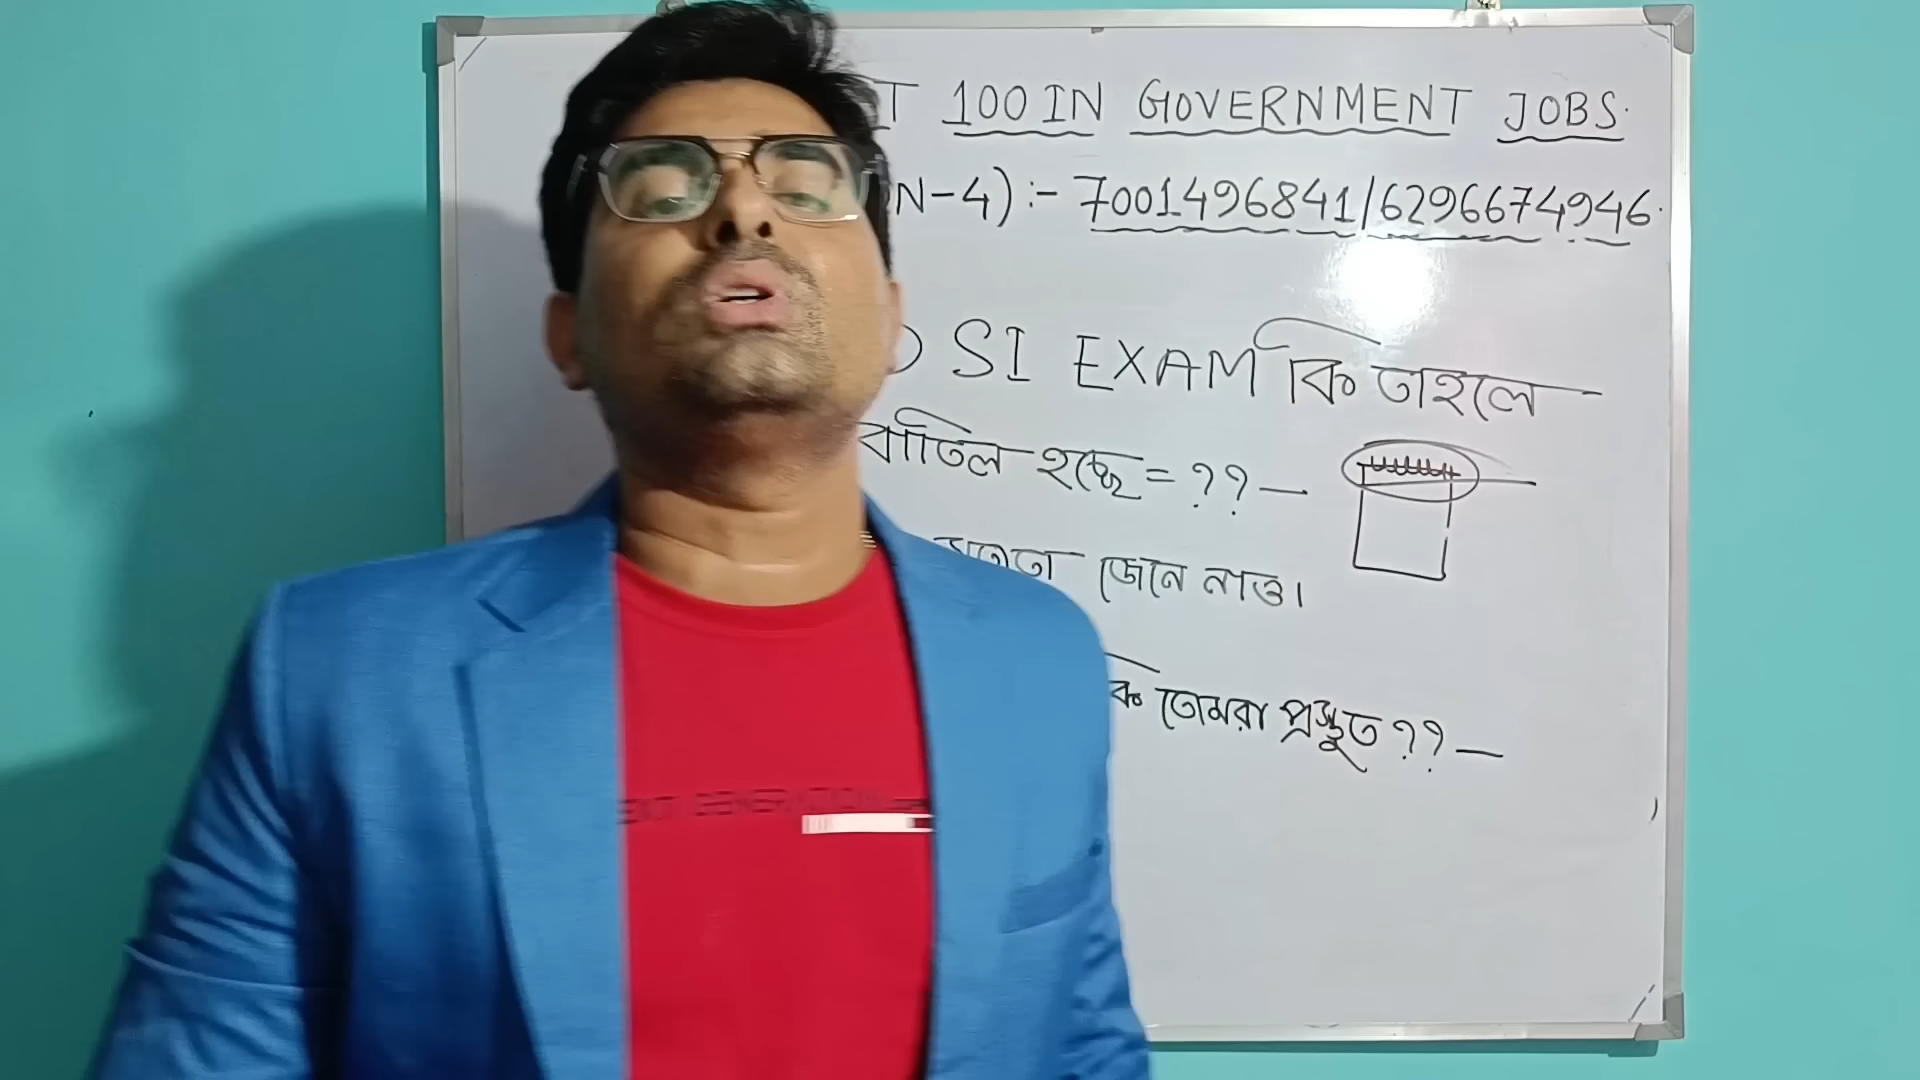 T 100 IN GOVERNMENT JOBS.
N-4) :- 7001496841/6296674946.
SI EXAM কি তাহলে
বাতিল হচ্ছে = ?? —
জেনে নাও।
কি তোমরা প্রস্তুত ?? —